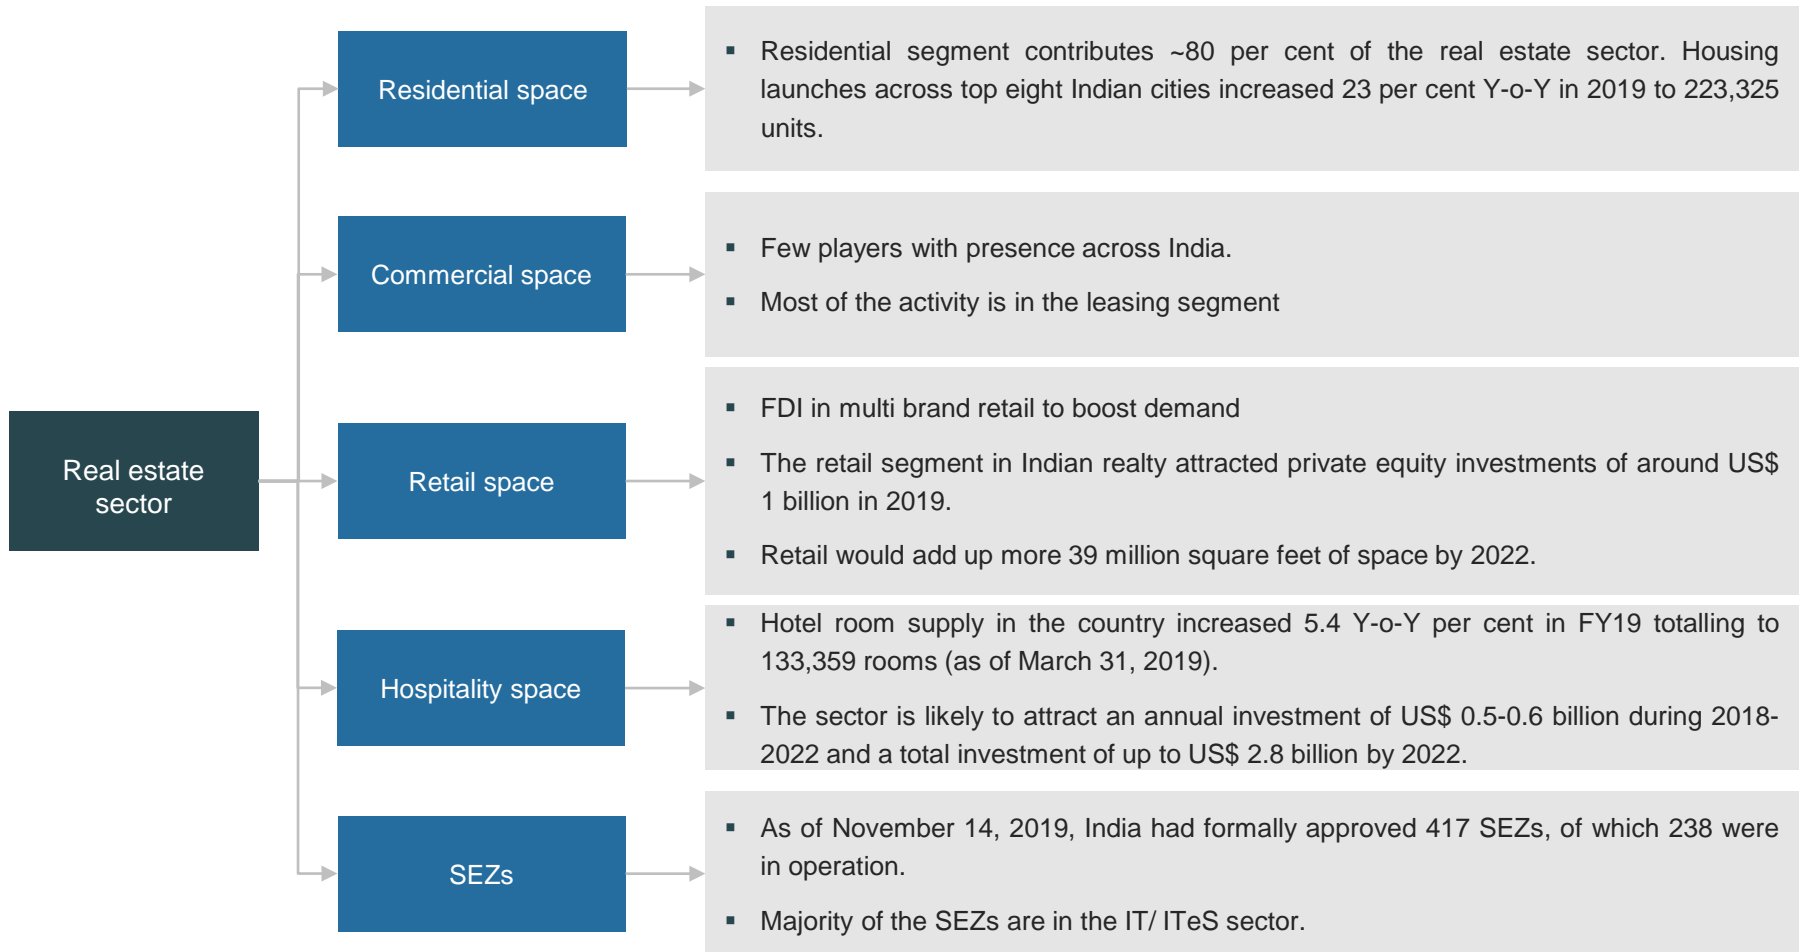 Real estate
sector
Residential space
▪ Residential segment contributes ~80 per cent of the real estate sector. Housing
launches across top eight Indian cities increased 23 per cent Y-o-Y in 2019 to 223,325
units.
Commercial space
▪ Few players with presence across India.
▪ Most of the activity is in the leasing segment
Retail space
▪ FDI in multi brand retail to boost demand
▪ The retail segment in Indian realty attracted private equity investments of around US$
1 billion in 2019.
▪ Retail would add up more 39 million square feet of space by 2022.
Hospitality space
▪ Hotel room supply in the country increased 5.4 Y-o-Y per cent in FY19 totalling to
133,359 rooms (as of March 31, 2019).
▪ The sector is likely to attract an annual investment of US$ 0.5-0.6 billion during 2018-
2022 and a total investment of up to US$ 2.8 billion by 2022.
SEZs
▪ As of November 14, 2019, India had formally approved 417 SEZs, of which 238 were
in operation.
▪ Majority of the SEZs are in the IT/ ITeS sector.